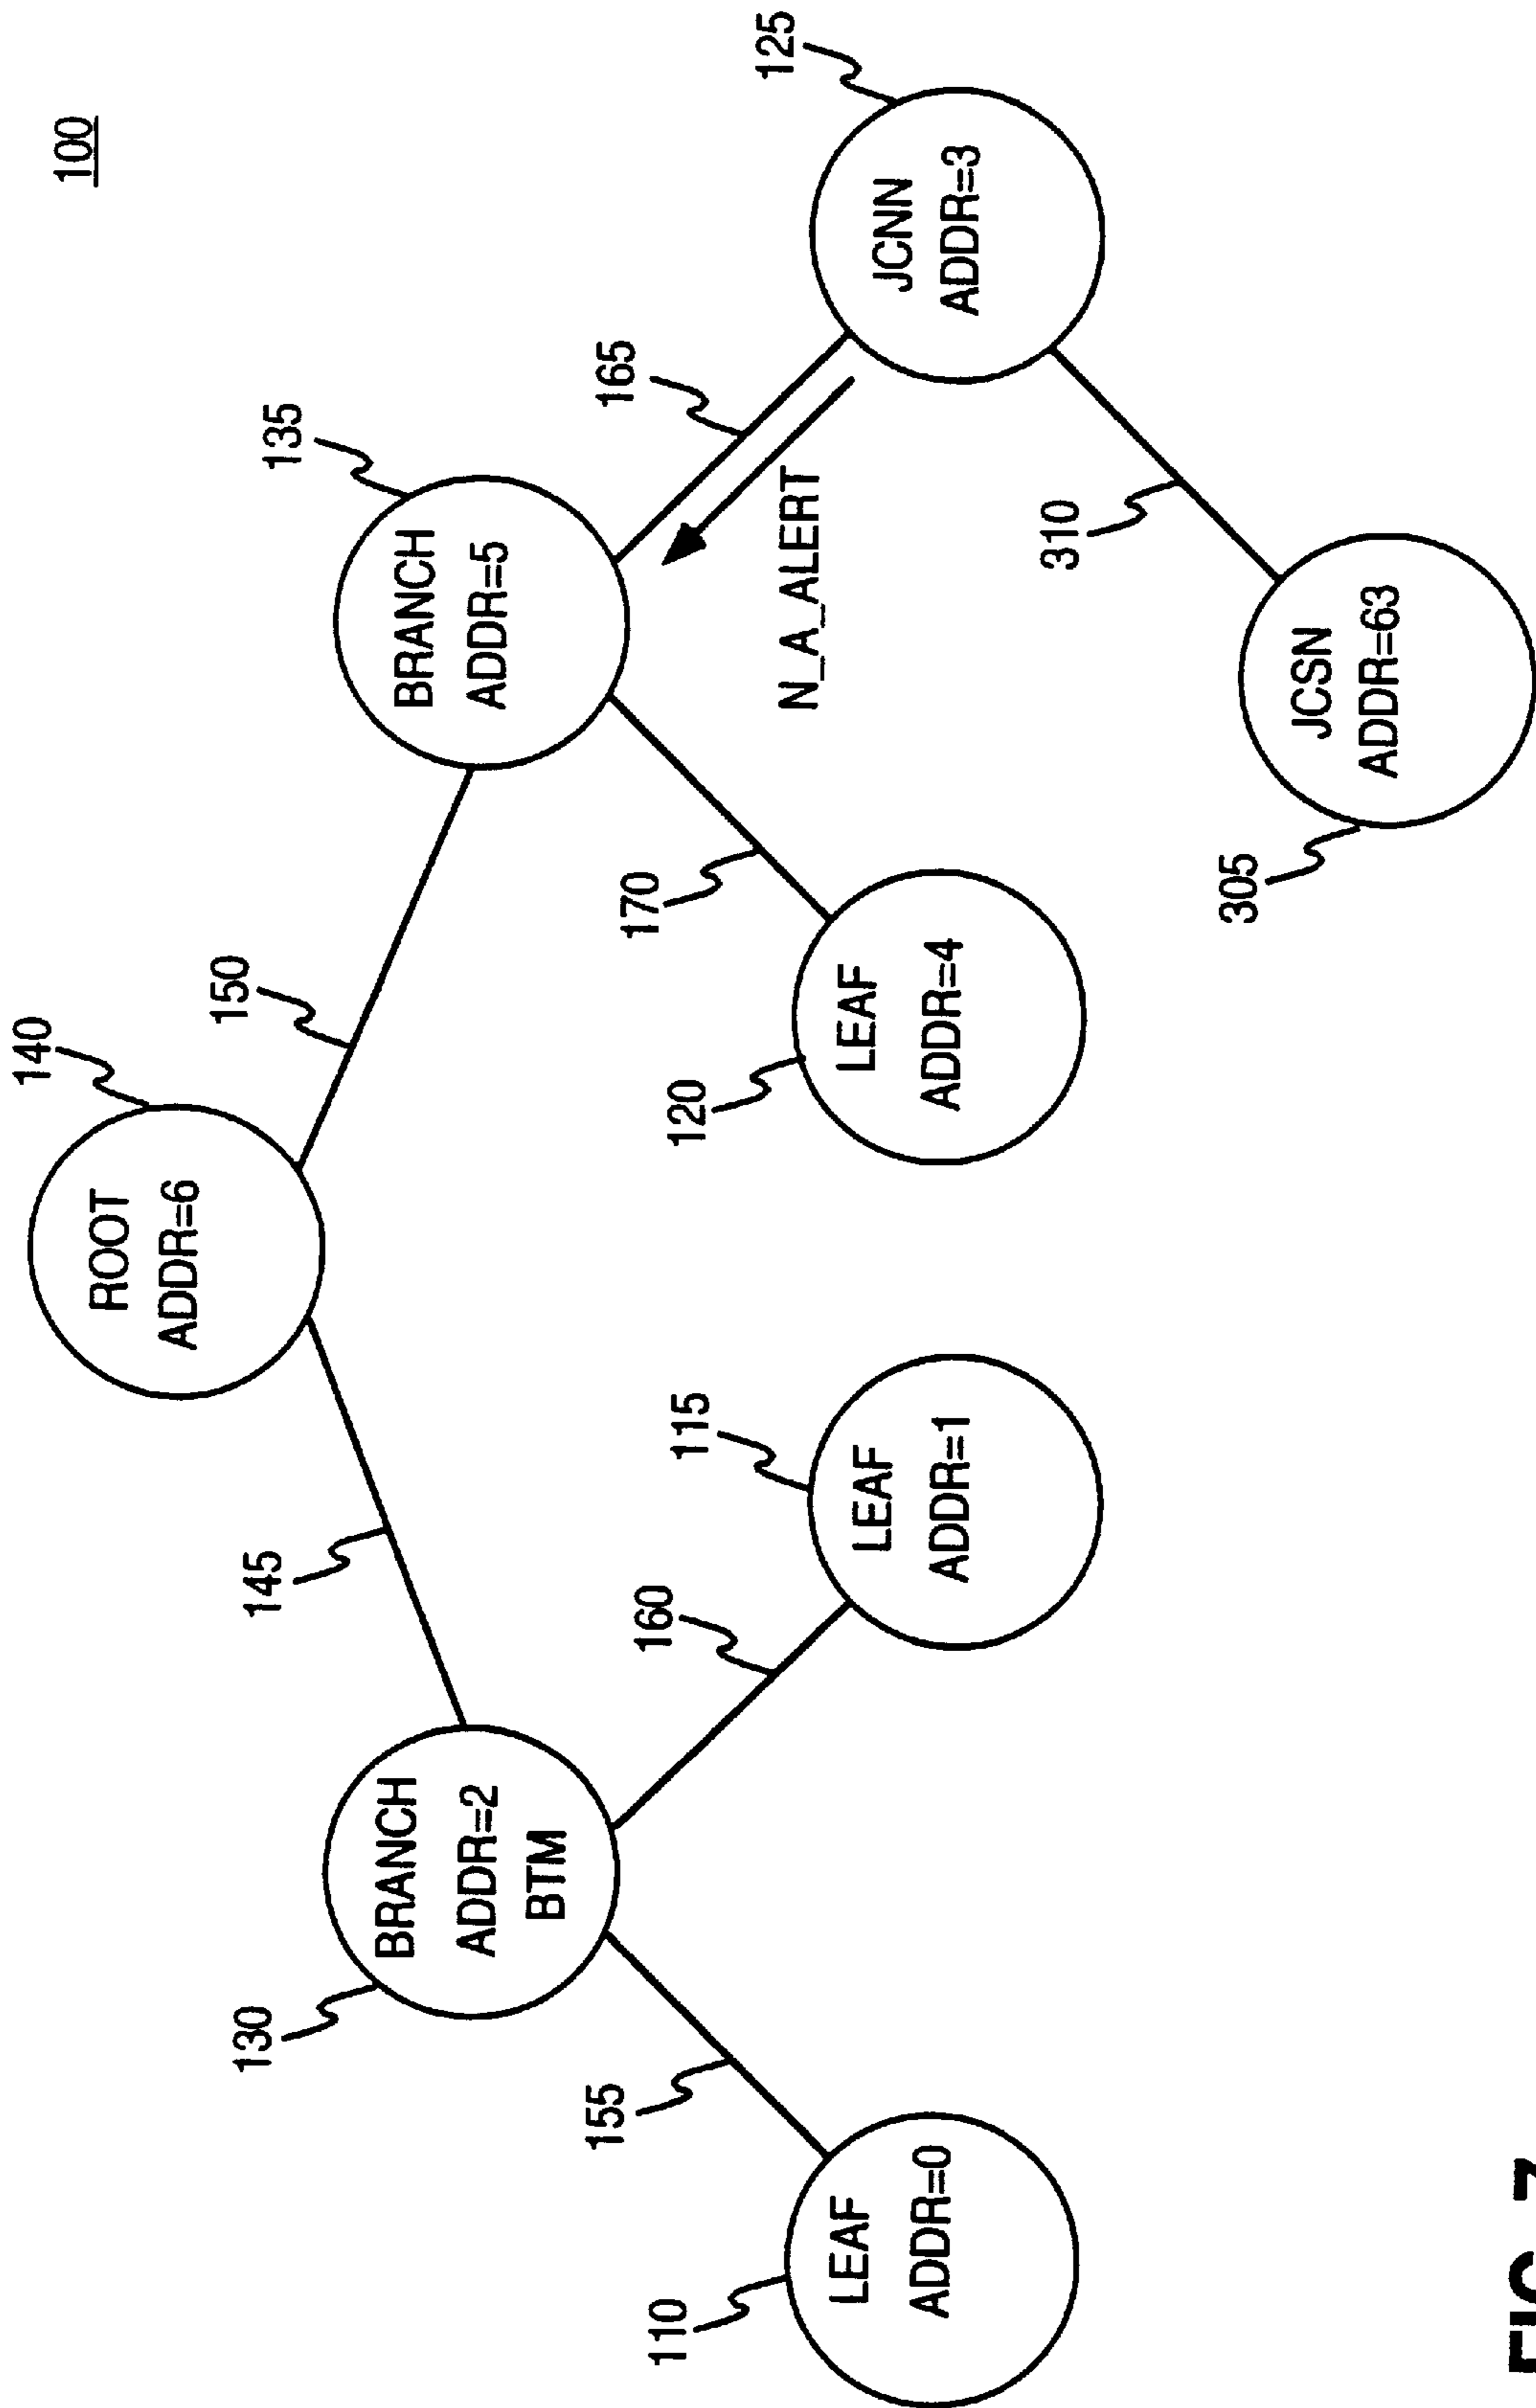 100
140
ROOT
ADDR=6
145
150
130
BRANCH
ADDR=2
BTM
135
BRANCH
ADDR=5
155
160
170
165
N_A_ALERT
110
LEAF
ADDR=0
115
LEAF
ADDR=1
120
LEAF
ADDR=4
125
JCNN
ADDR=3
310
305
JCSN
ADDR=63